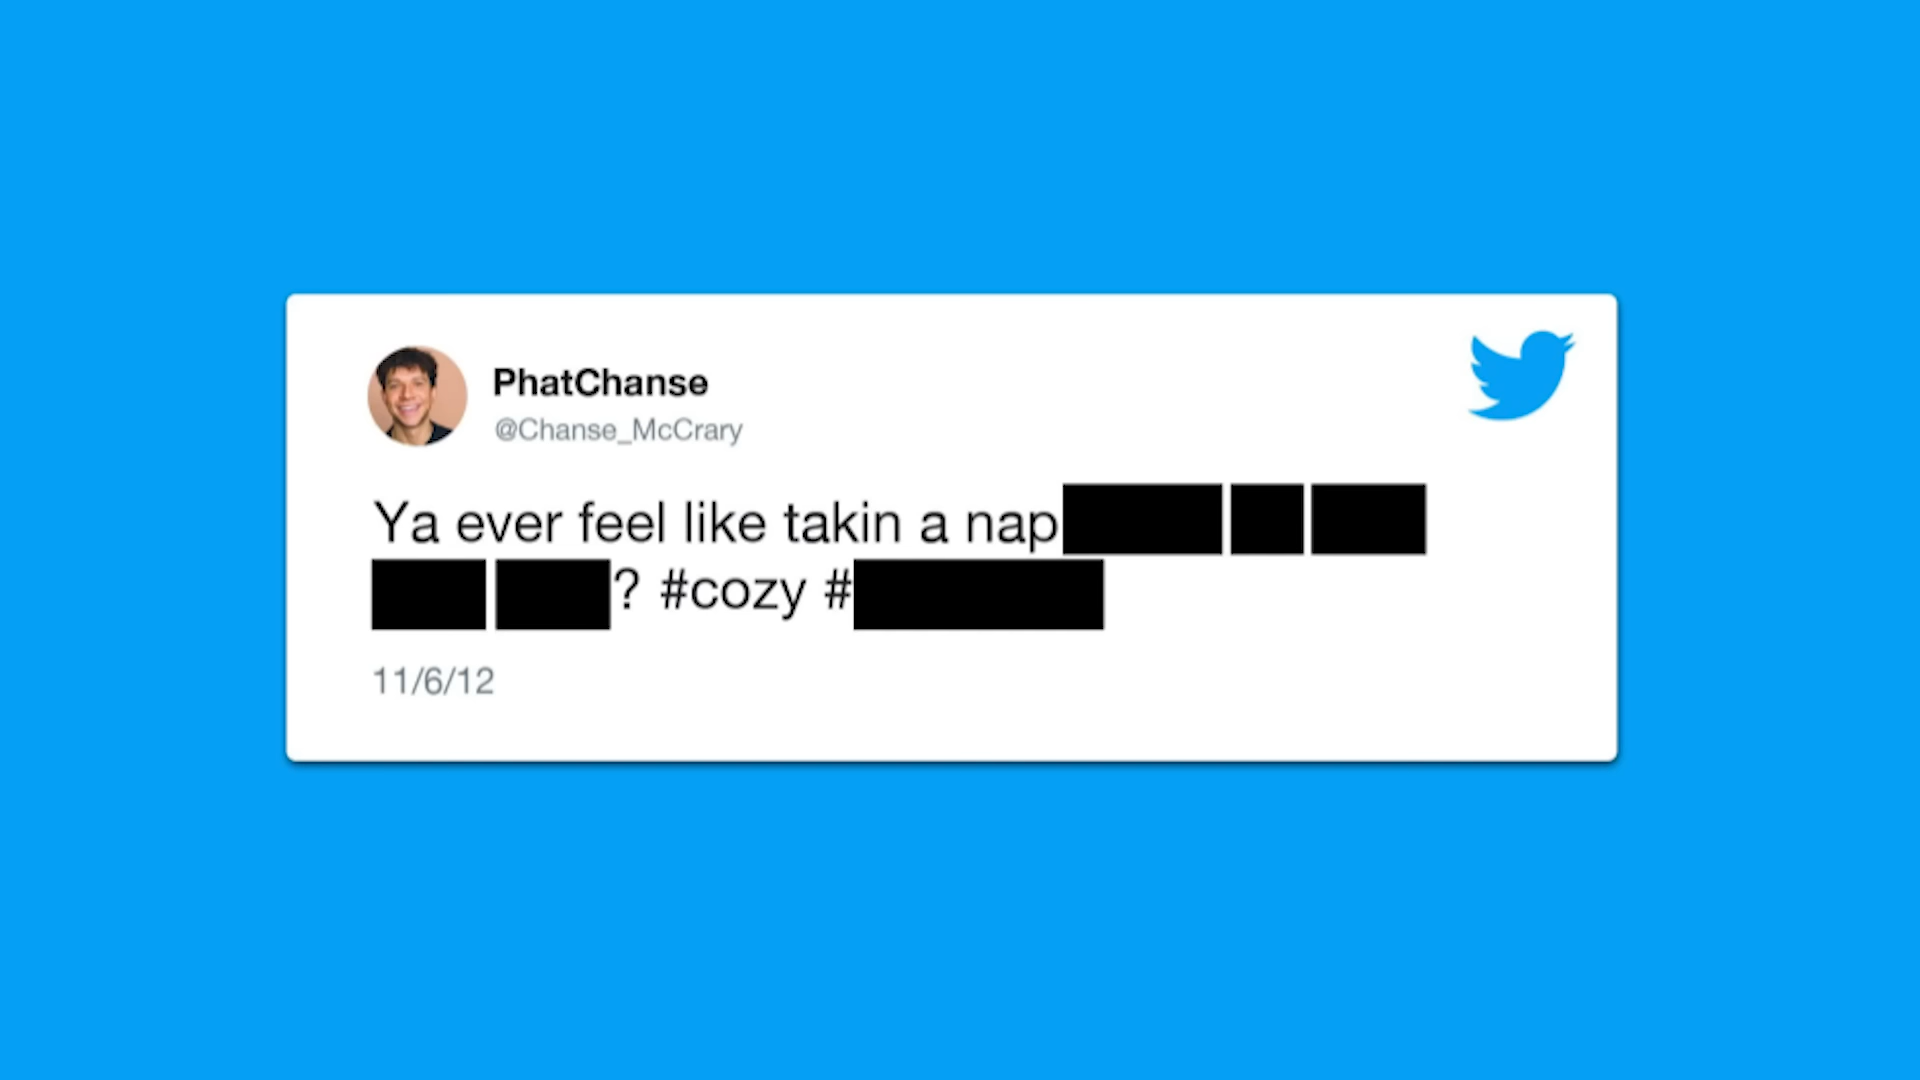 PhatChanse
@Chanse_McCrary
Ya ever feel like takin a nap
? #cozy #
11/6/12